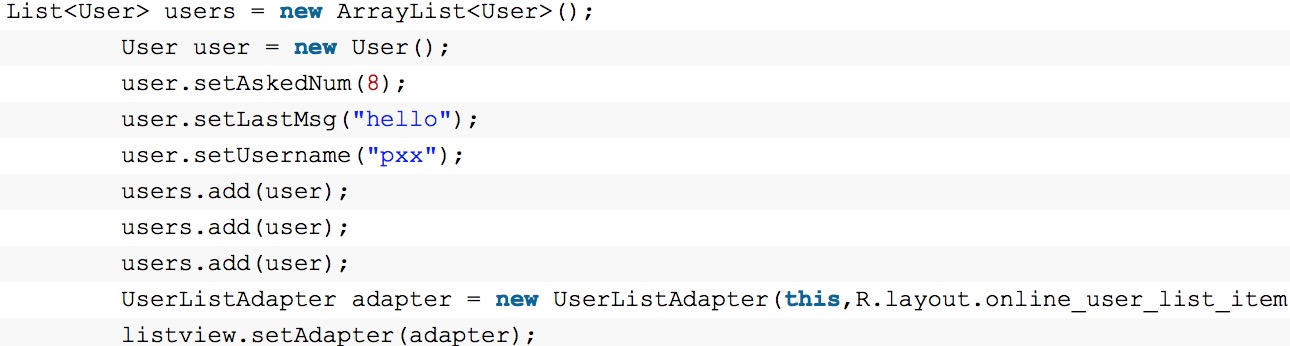 List<User> users = new ArrayList<User>();
User user = new User();
user.setAskedNum(8);
user.setLastMsg("hello");
user.setUsername("pxx");
users.add(user);
users.add(user);
users.add(user);
UserListAdapter adapter = new UserListAdapter(this,R.layout.online_user_list_item
listview.setAdapter(adapter);